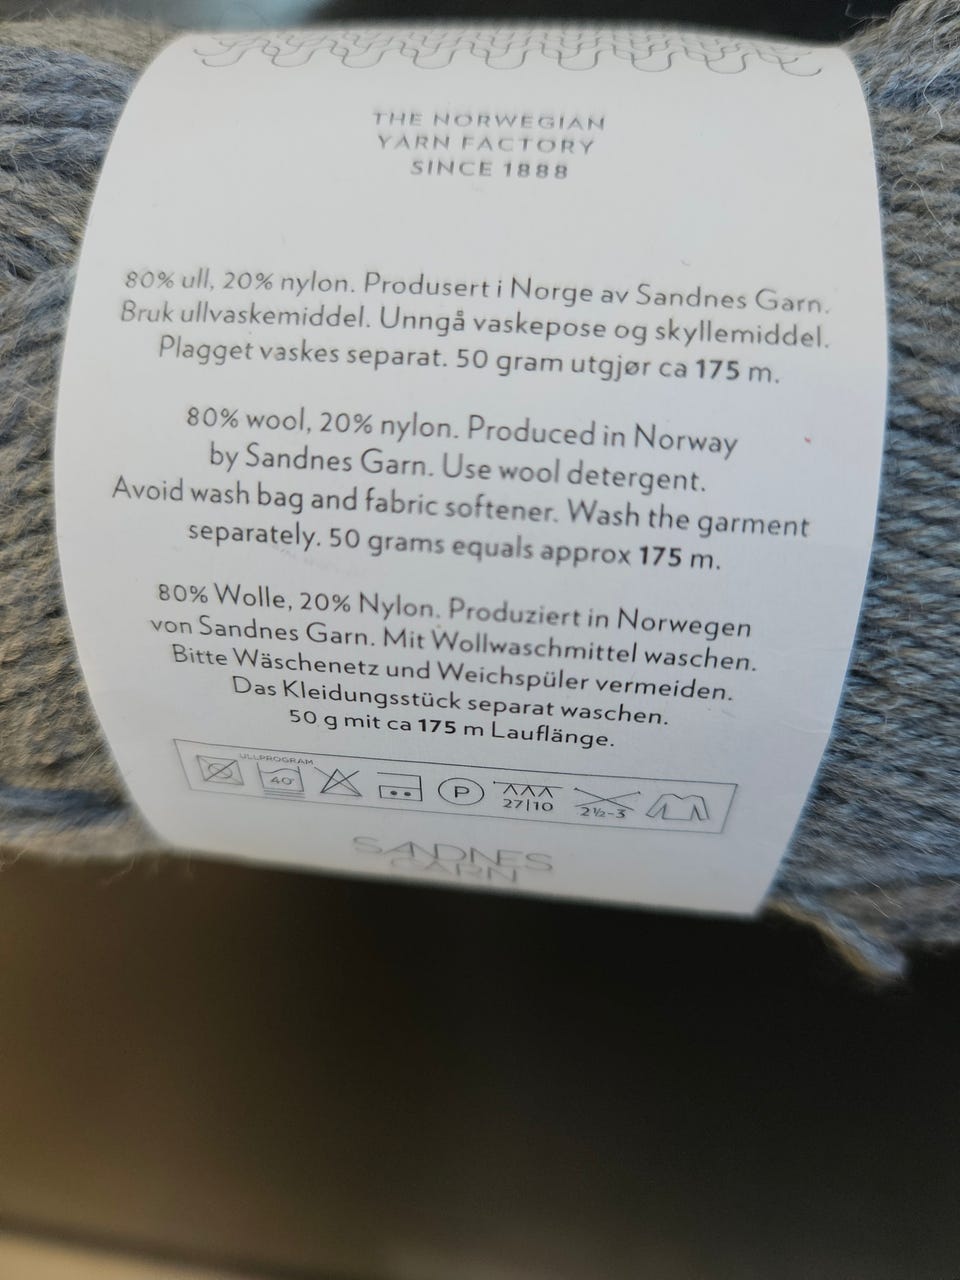 THE NORWEGIAN
YARN FACTORY
SINCE 1888
80% ull, 20% nylon. Produsert i Norge av Sandnes Garn.
Bruk ullvaskemiddel. Unngå vaskepose og skyllemiddel.
Plagget vaskes separat. 50 gram utgjør ca 175 m.
80% wool, 20% nylon. Produced in Norway
by Sandnes Garn. Use wool detergent.
Avoid wash bag and fabric softener. Wash the garment
separately. 50 grams equals approx 175 m.
80% Wolle, 20% Nylon. Produziert in Norwegen
von Sandnes Garn. Mit Wollwaschmittel waschen.
Bitte Wäschenetz und Weichspüler vermeiden.
Das Kleidungsstück separat waschen.
50 g mit ca 175 m Lauflänge.
ULLPROGRAM
40° P 27|10 2½-3
SANDNES
GARN